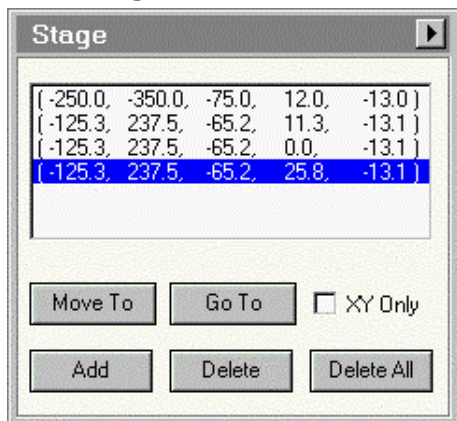 Stage
( -250.0, -350.0, -75.0, 12.0, -13.0 )
( -125.3, 237.5, -65.2, 11.3, -13.1 )
( -125.3, 237.5, -65.2, 0.0, -13.1 )
( -125.3, 237.5, -65.2, 25.8, -13.1 )
Move To Go To XY Only
Add Delete Delete All